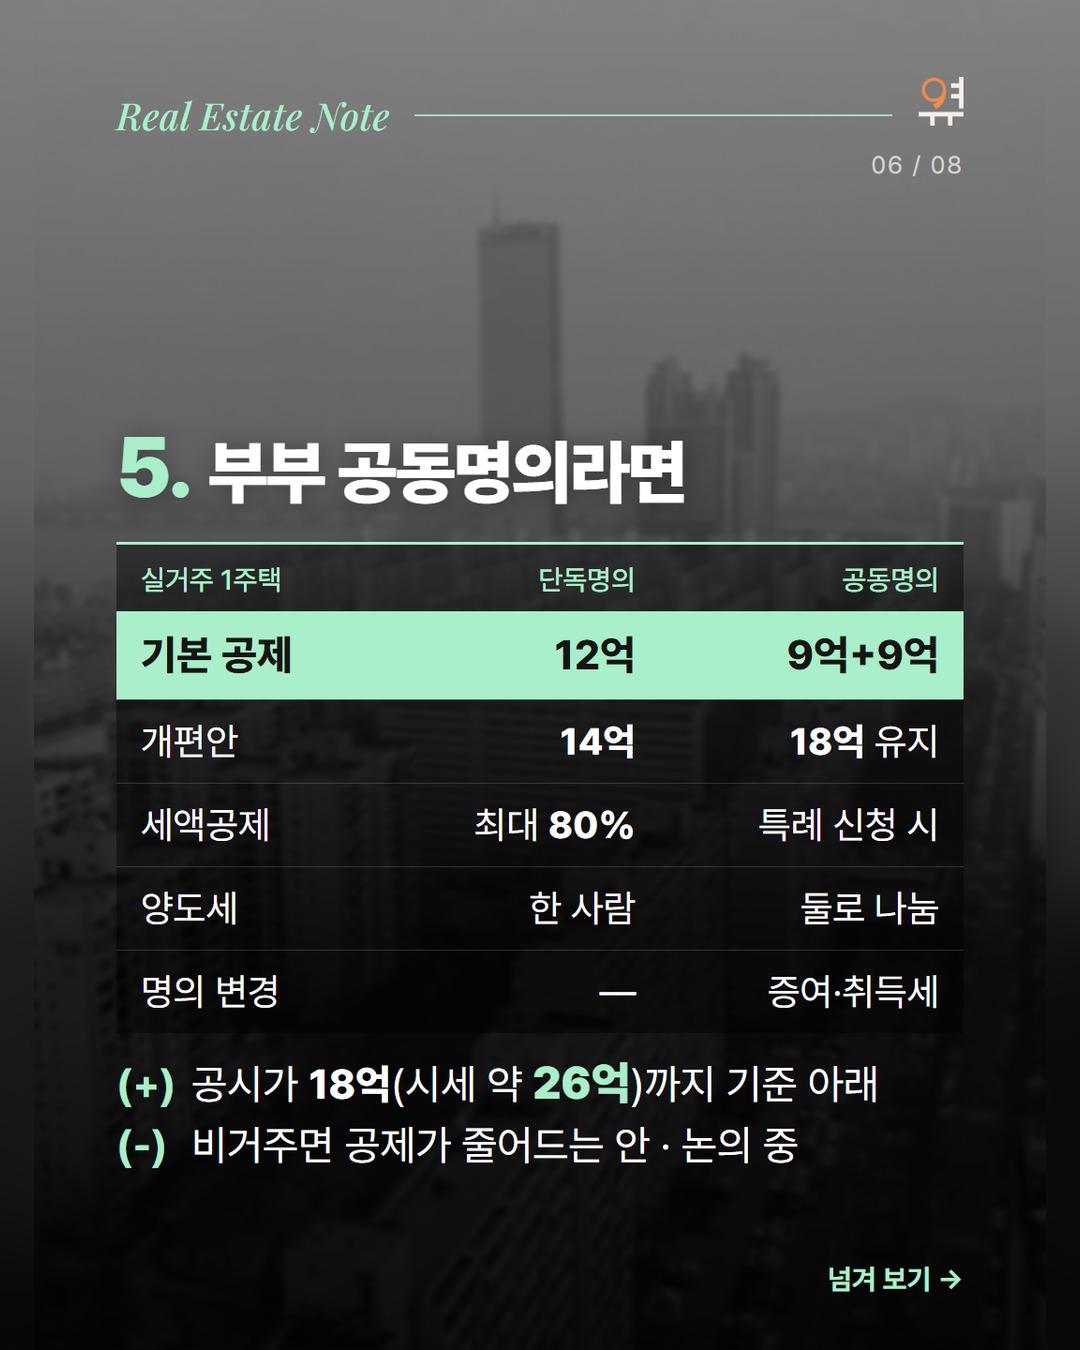 Real Estate Note
06 / 08
5. 부부 공동명의라면
실거주 1주택 단독명의 공동명의
기본 공제 12억 9억+9억
개편안 14억 18억 유지
세액공제 최대 80% 특례 신청 시
양도세 한 사람 둘로 나눔
명의 변경 — 증여·취득세
(+) 공시가 18억(시세 약 26억)까지 기준 아래
(-) 비거주면 공제가 줄어드는 안 · 논의 중
넘겨 보기 →